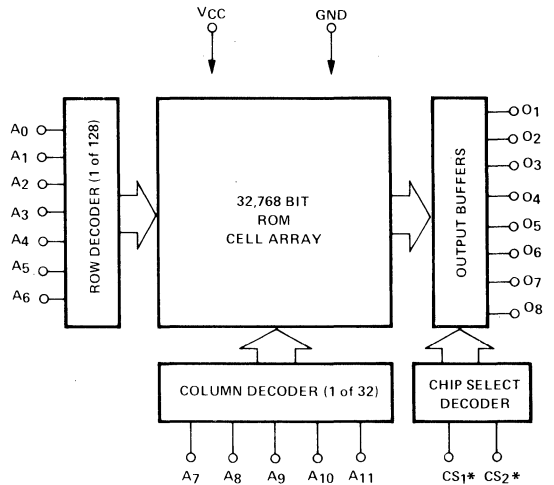 VCC
GND
A0
A1
A2
A3
A4
A5
A6
ROW DECODER (1 of 128)
32,768 BIT
ROM
CELL ARRAY
OUTPUT BUFFERS
O1
O2
O3
O4
O5
O6
O7
O8
COLUMN DECODER (1 of 32)
CHIP SELECT
DECODER
A7 A8 A9 A10 A11
CS1* CS2*